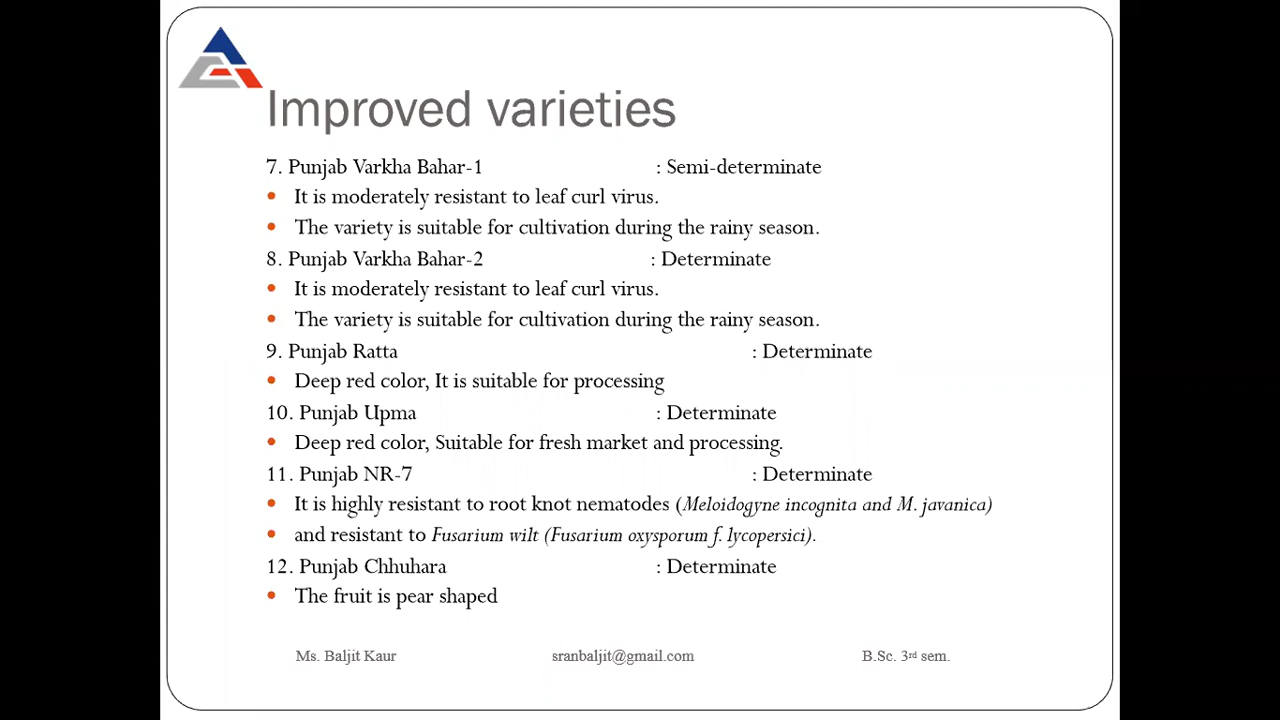 Improved varieties
7. Punjab Varkha Bahar-1 : Semi-determinate
• It is moderately resistant to leaf curl virus.
• The variety is suitable for cultivation during the rainy season.
8. Punjab Varkha Bahar-2 : Determinate
• It is moderately resistant to leaf curl virus.
• The variety is suitable for cultivation during the rainy season.
9. Punjab Ratta : Determinate
• Deep red color, It is suitable for processing
10. Punjab Upma : Determinate
• Deep red color, Suitable for fresh market and processing.
11. Punjab NR-7 : Determinate
• It is highly resistant to root knot nematodes (Meloidogyne incognita and M. javanica)
• and resistant to Fusarium wilt (Fusarium oxysporum f. lycopersici).
12. Punjab Chhuhara : Determinate
• The fruit is pear shaped
Ms. Baljit Kaur sranbaljit@gmail.com B.Sc. 3rd sem.